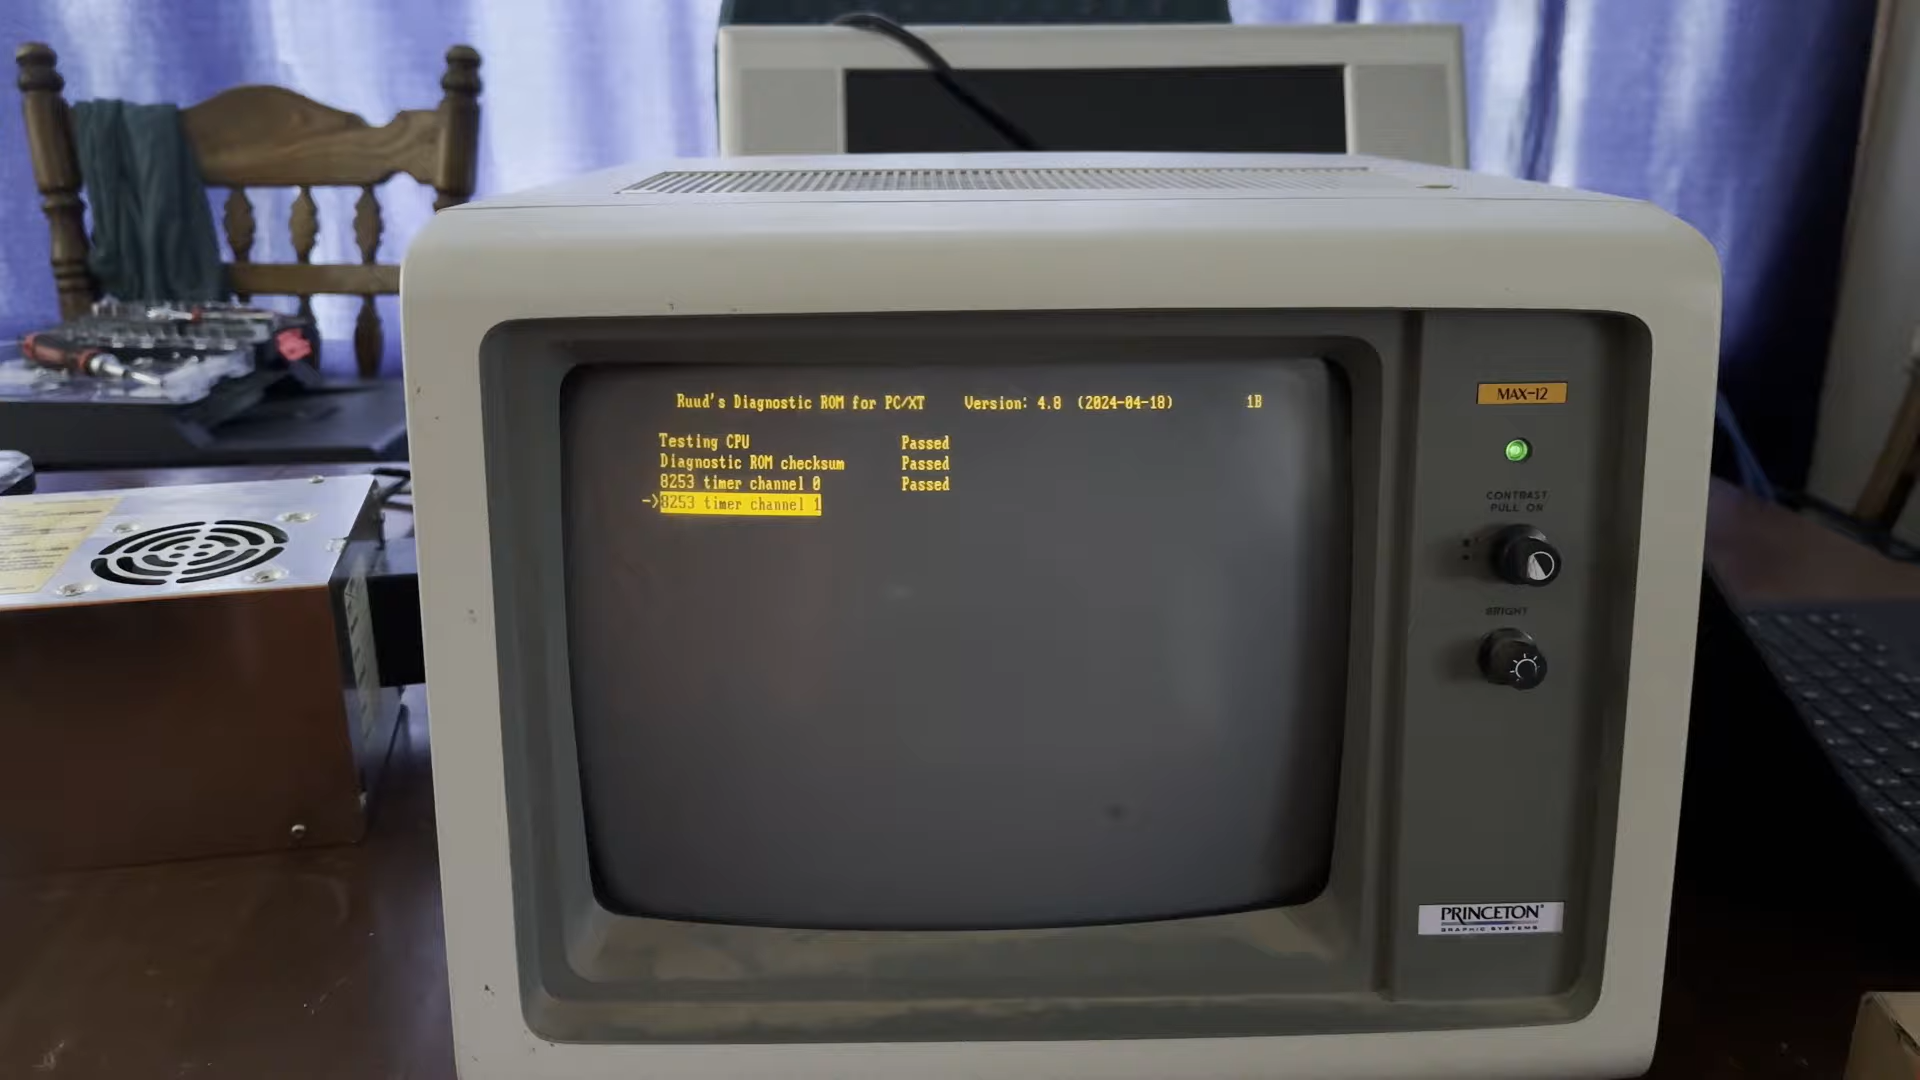 Ruud's Diagnostic ROM for PC/XT Version: 4.8 (2024-04-18) 1B
Testing CPU Passed
Diagnostic ROM checksum Passed
8253 timer channel 0 Passed
->8253 timer channel 1
MAX-12
CONTRAST
PULL ON
BRIGHT
PRINCETON
GRAPHIC SYSTEMS